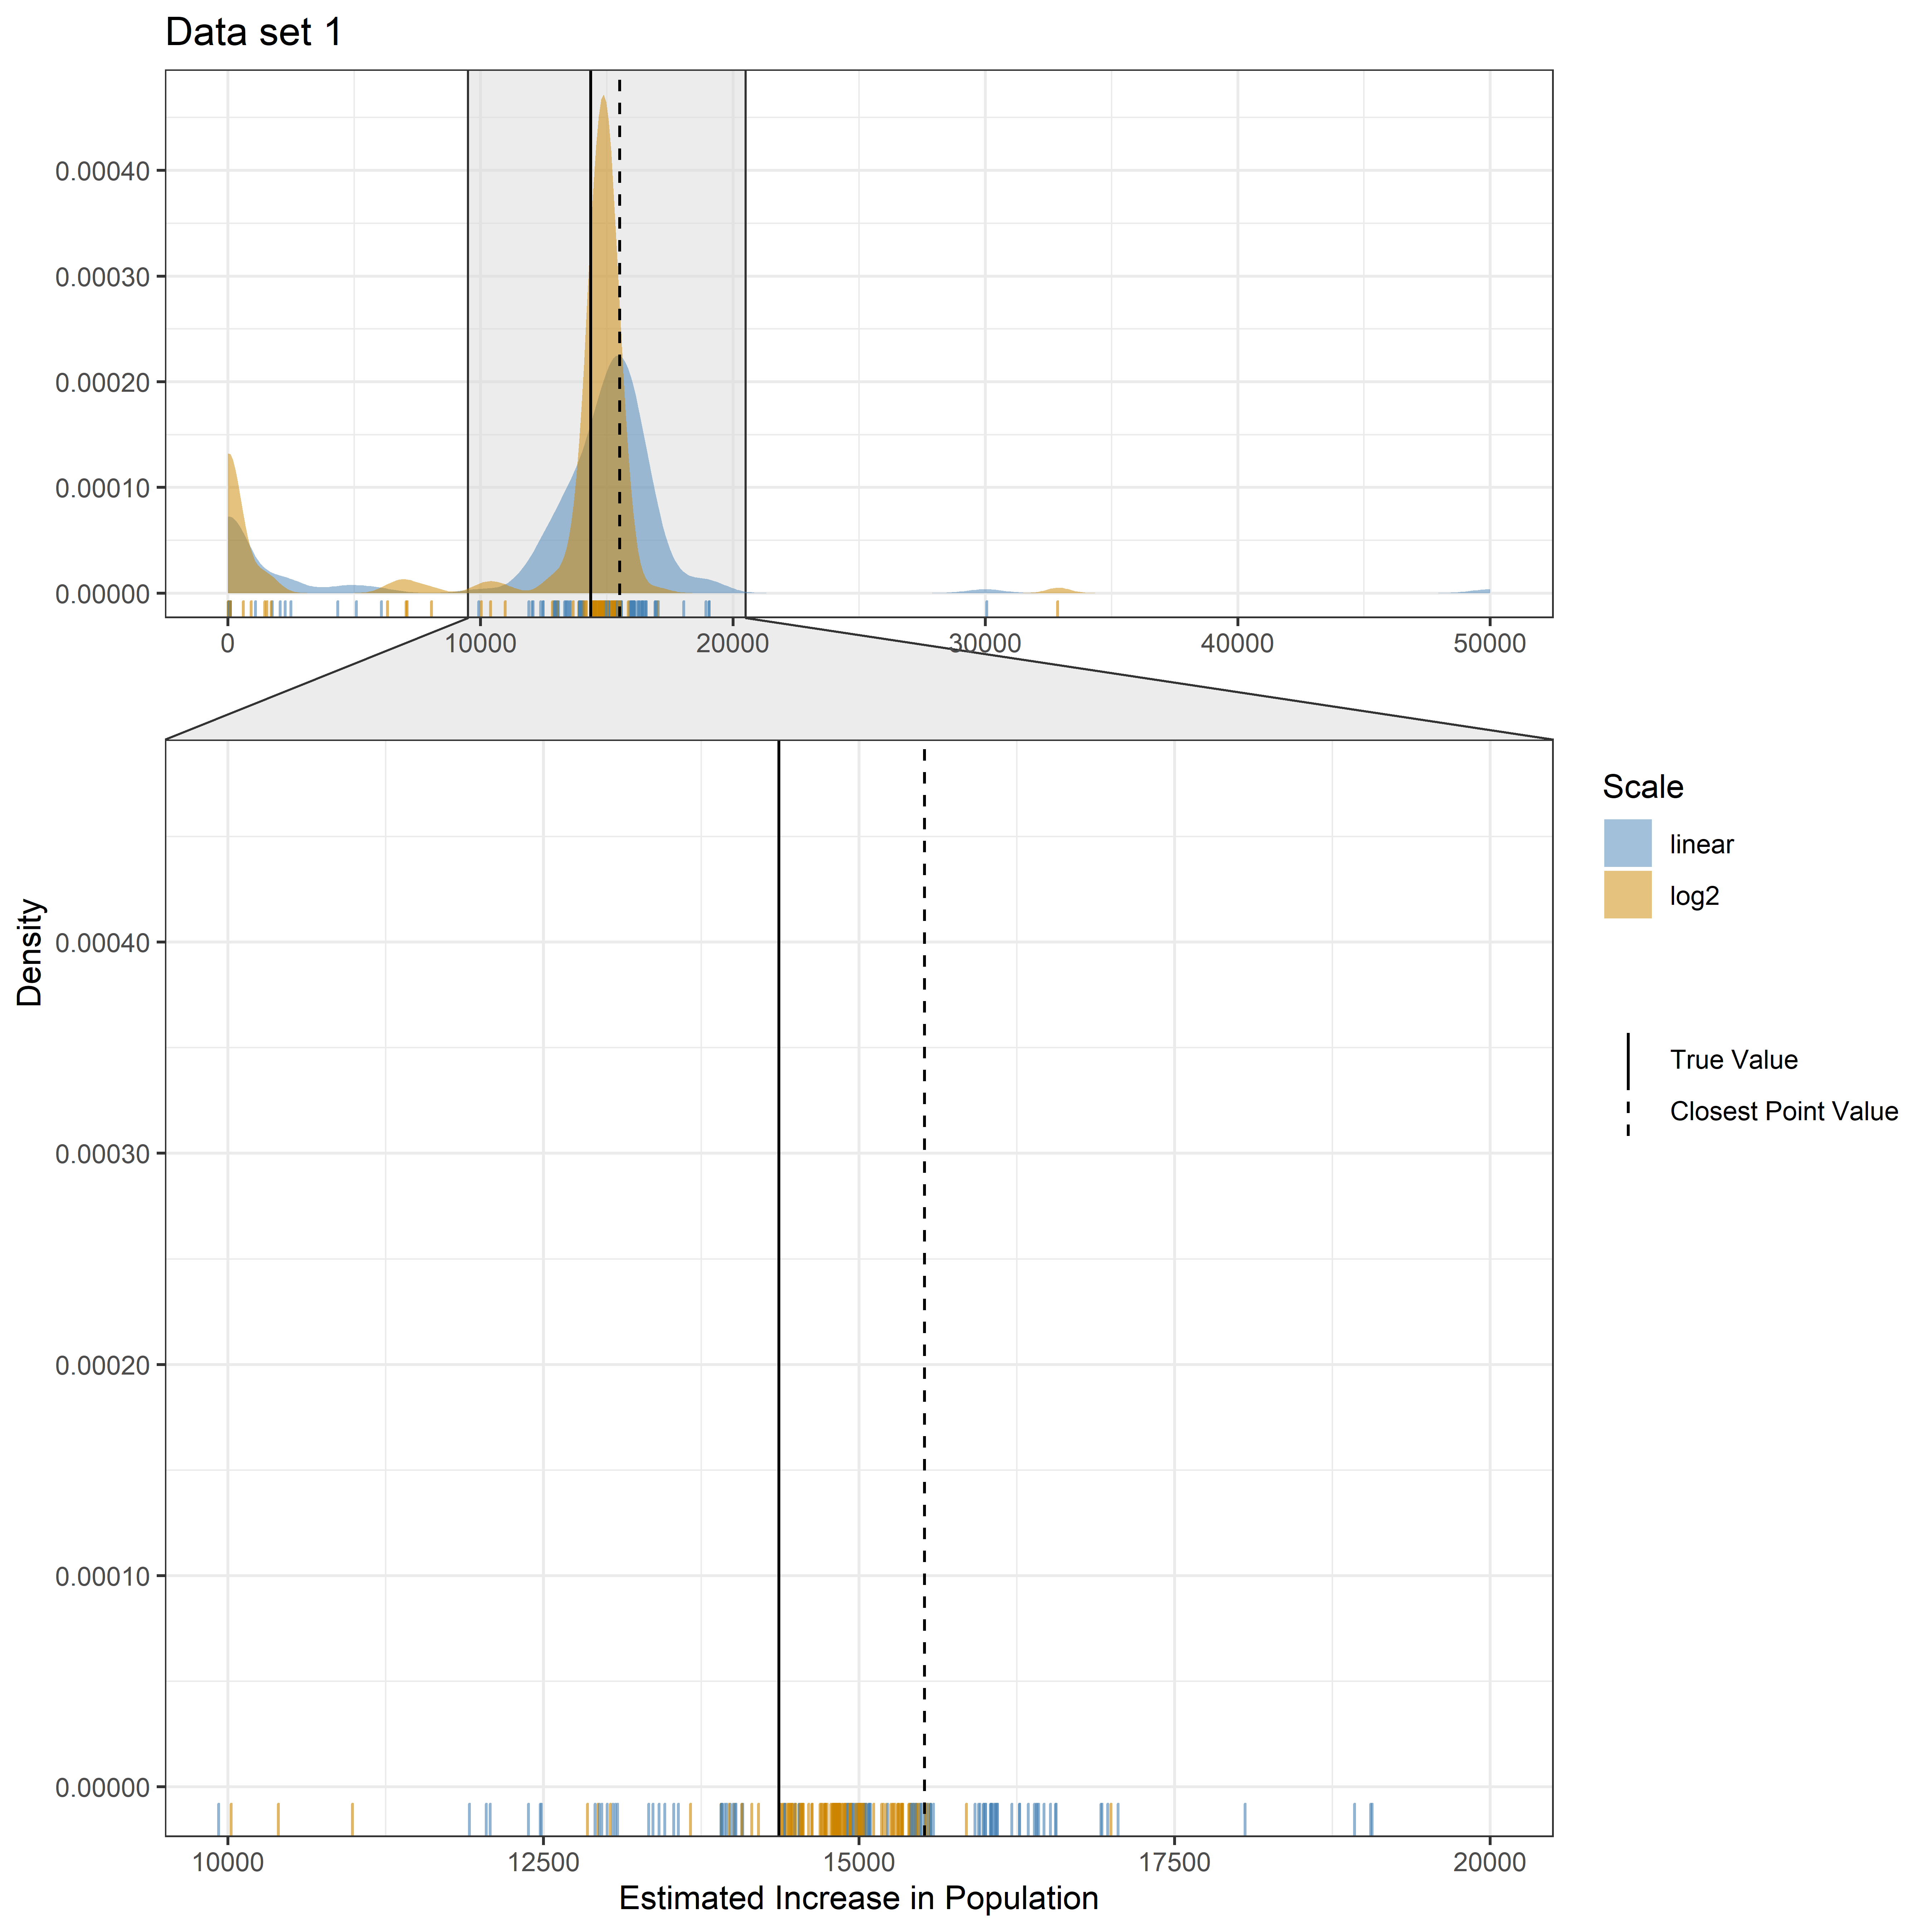 Data set 1
0.00040
0.00030
0.00020
0.00010
0.00000
0 10000 20000 30000 40000 50000
Scale
linear
log2
True Value
Closest Point Value
Density
0.00040
0.00030
0.00020
0.00010
0.00000
10000 12500 15000 17500 20000
Estimated Increase in Population